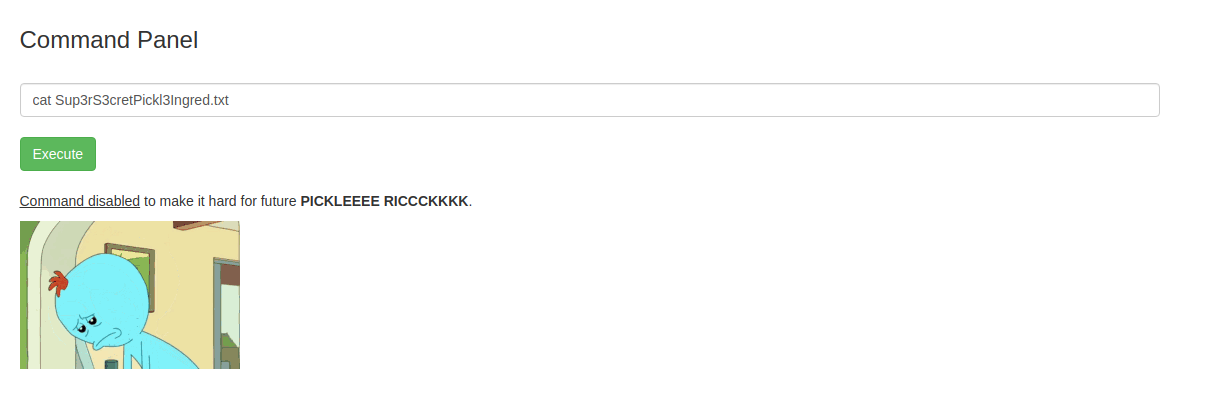 Command Panel
cat Sup3rS3cretPickl3Ingred.txt
Execute
Command disabled to make it hard for future PICKLEEEE RICCCKKKK.